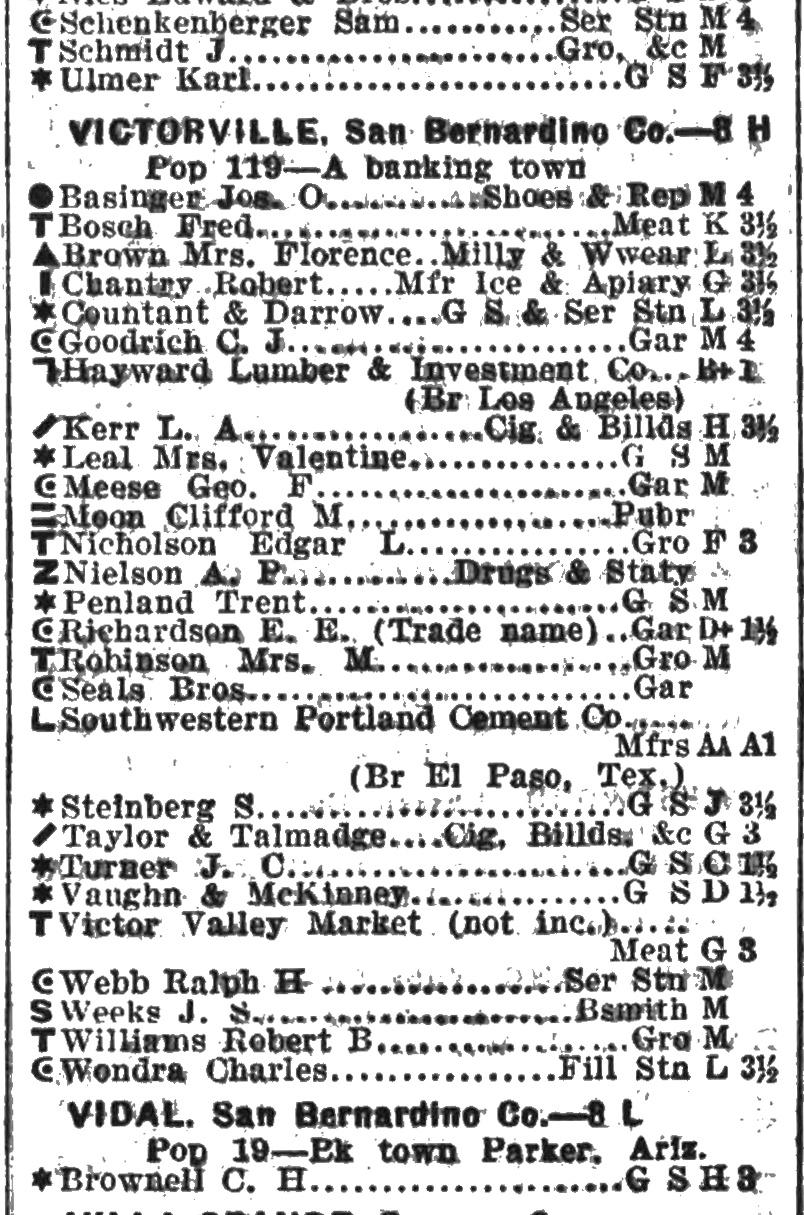 Schenkenberger Sam...........Ser Stn M 4
T Schmidt J........................Gro, &c M
* Ulmer Karl..........................G S F 3½
VICTORVILLE, San Bernardino Co.—8 H
Pop 119—A banking town
● Basinger Jos. O............Shoes & Rep M 4
T Bosch Fred..........................Meat K 3½
▲ Brown Mrs. Florence..Milly & Wwear L 3½
Chantry Robert.....Mfr Ice & Apiary G 3½
* Countant & Darrow....G S & Ser Stn L 3½
Goodrich C. J.........................Gar M 4
Hayward Lumber & Investment Co... B+ 1
(Br Los Angeles)
Kerr L. A.................Cig & Billds H 3½
* Leal Mrs. Valentine...............G S M
Meese Geo. F.......................Gar M
Moon Clifford M...................Pubr
T Nicholson Edgar L................Gro F 3
Z Nielson A. P............Drugs & Staty
* Penland Trent......................G S M
Richardson E. E. (Trade name)..Gar D+ 1½
T Robinson Mrs. M..................Gro M
Seals Bros...........................Gar
L Southwestern Portland Cement Co.....
Mfrs AA A1
(Br El Paso, Tex.)
* Steinberg S..........................G S J 3½
Taylor & Talmadge....Cig, Billds, &c G 3
* Turner J. C........................G S C 1½
* Vaughn & McKinney...............G S D 1½
T Victor Valley Market (not inc.).....
Meat G 3
Webb Ralph H .................Ser Stn M
S Weeks J. S.......................Bsmith M
T Williams Robert B..................Gro M
Wondra Charles................Fill Stn L 3½
VIDAL, San Bernardino Co.—8 L
Pop 19—Bk town Parker, Ariz.
* Brownell C. H......................G S H 3